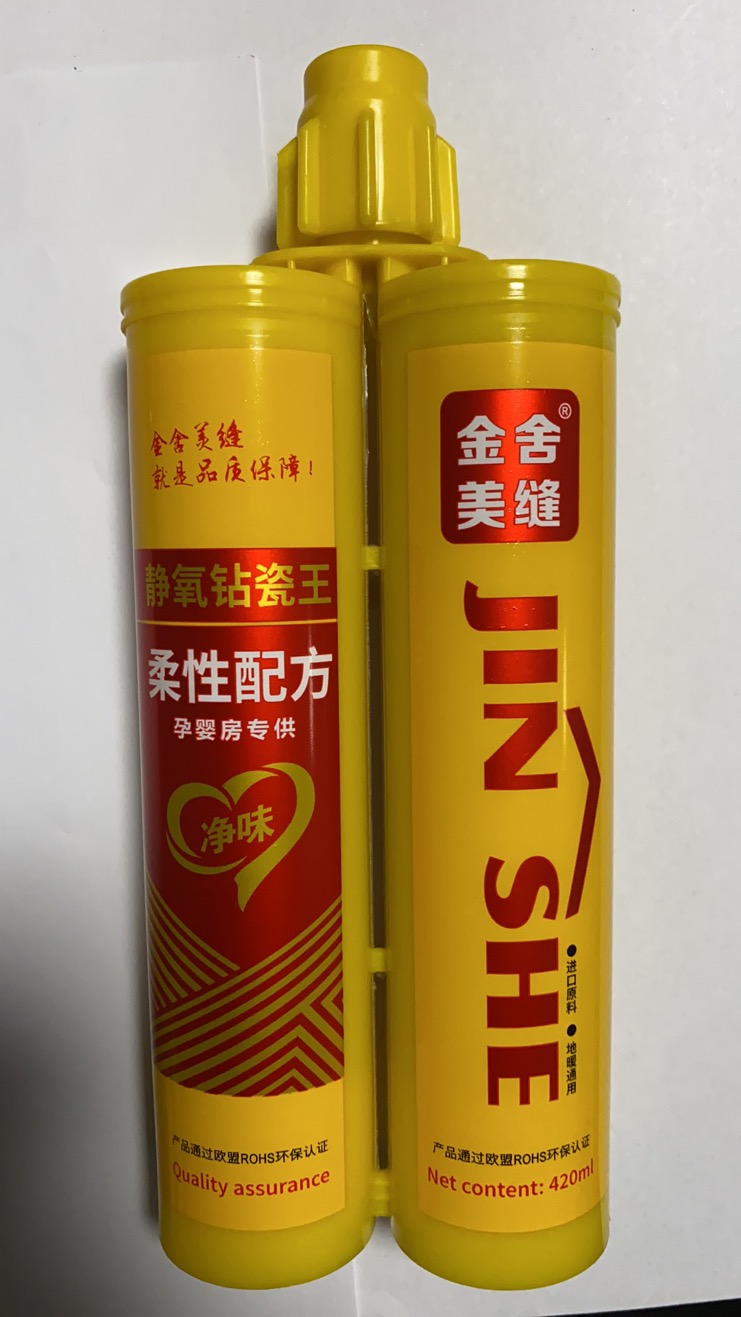 金舍美缝
就是品质保障！
静氧钻瓷王
柔性配方
孕婴房专供
净味
产品通过欧盟ROHS环保认证
Quality assurance
金舍®
美缝
JIN SHE
●进口原料 ●地暖通用
产品通过欧盟ROHS环保认证
Net content: 420ml